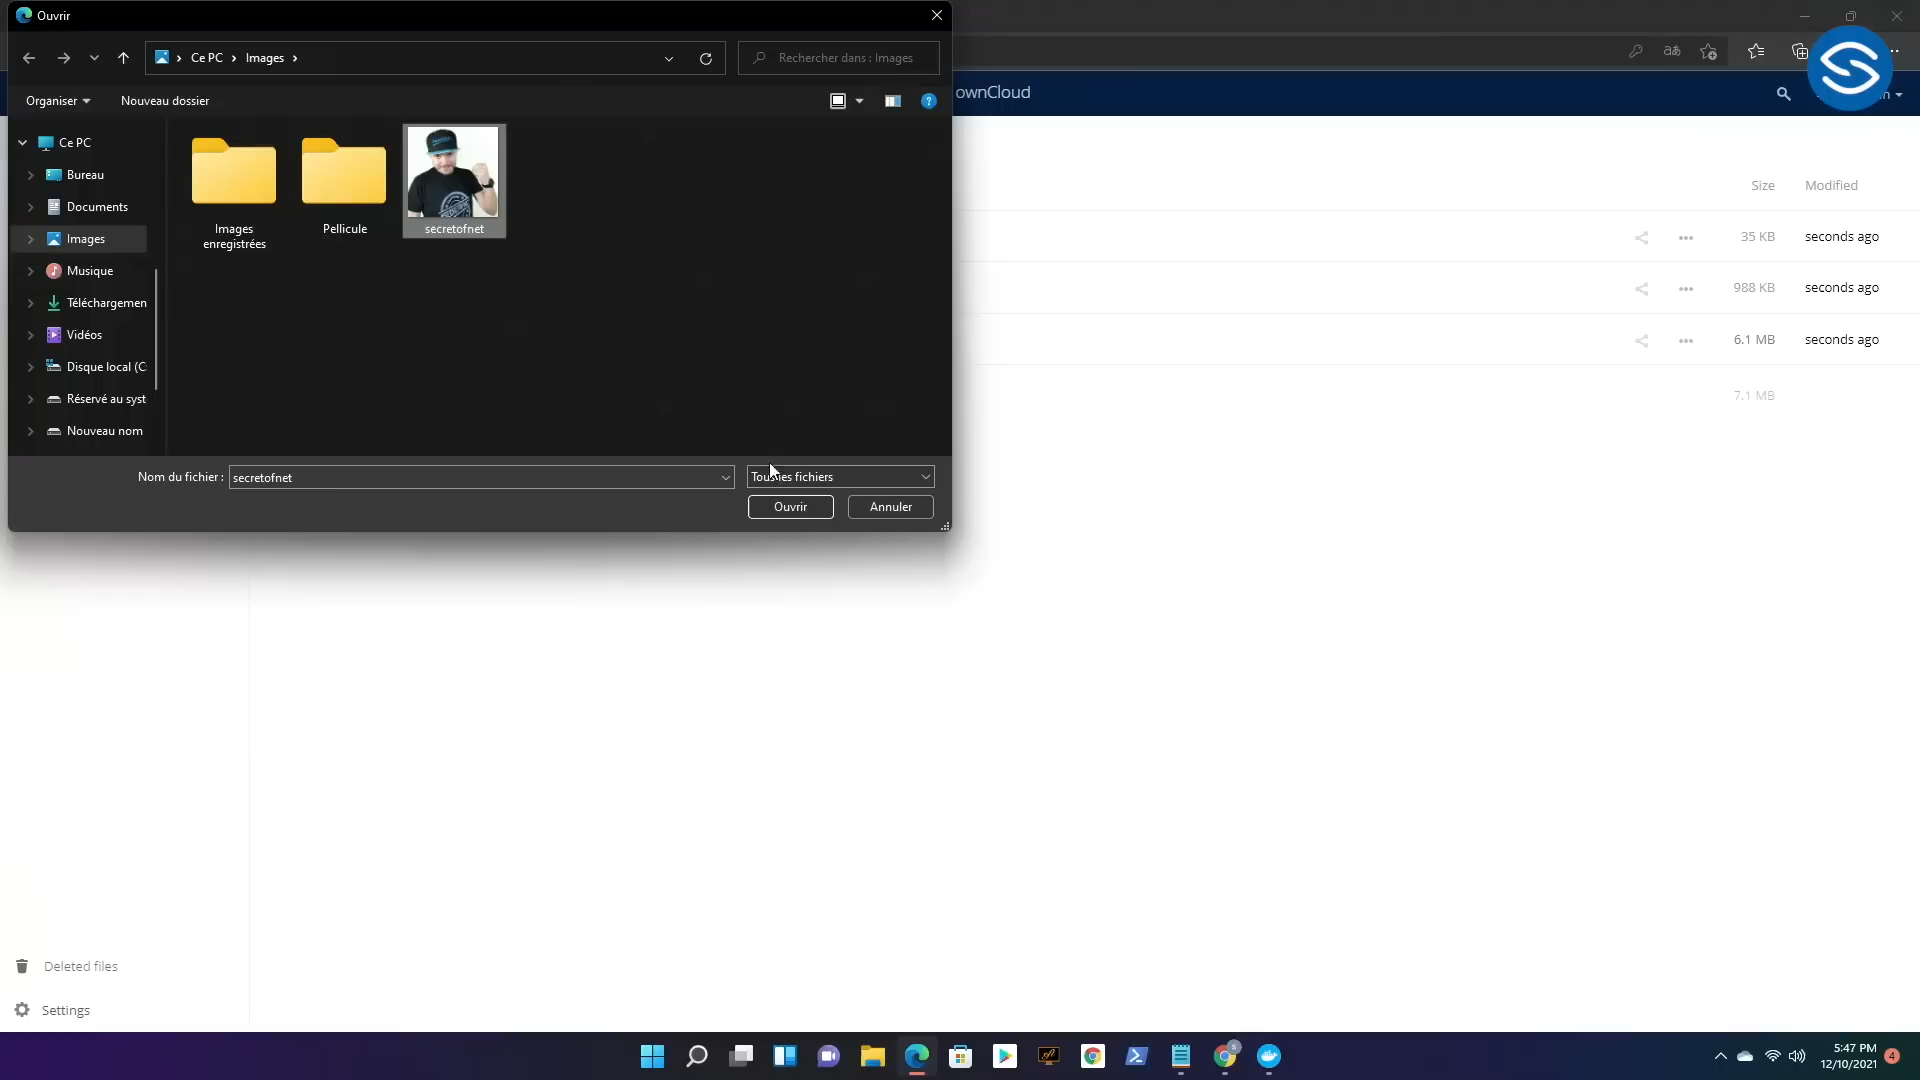 Ouvrir
Ce PC
Images
Rechercher dans : Images
Organiser
Nouveau dossier
ownCloud
Ce PC
Bureau
Documents
Images
Musique
Téléchargemen
Vidéos
Disque local (C:
Réservé au syst
Nouveau nom
Images
enregistrées
Pellicule
secretofnet
Size
Modified
35 KB
seconds ago
988 KB
seconds ago
6.1 MB
seconds ago
7.1 MB
Nom du fichier :
secretofnet
fichiers
Ouvrir
Annuler
Deleted files
Settings
5:47 PM
12/10/2021
4